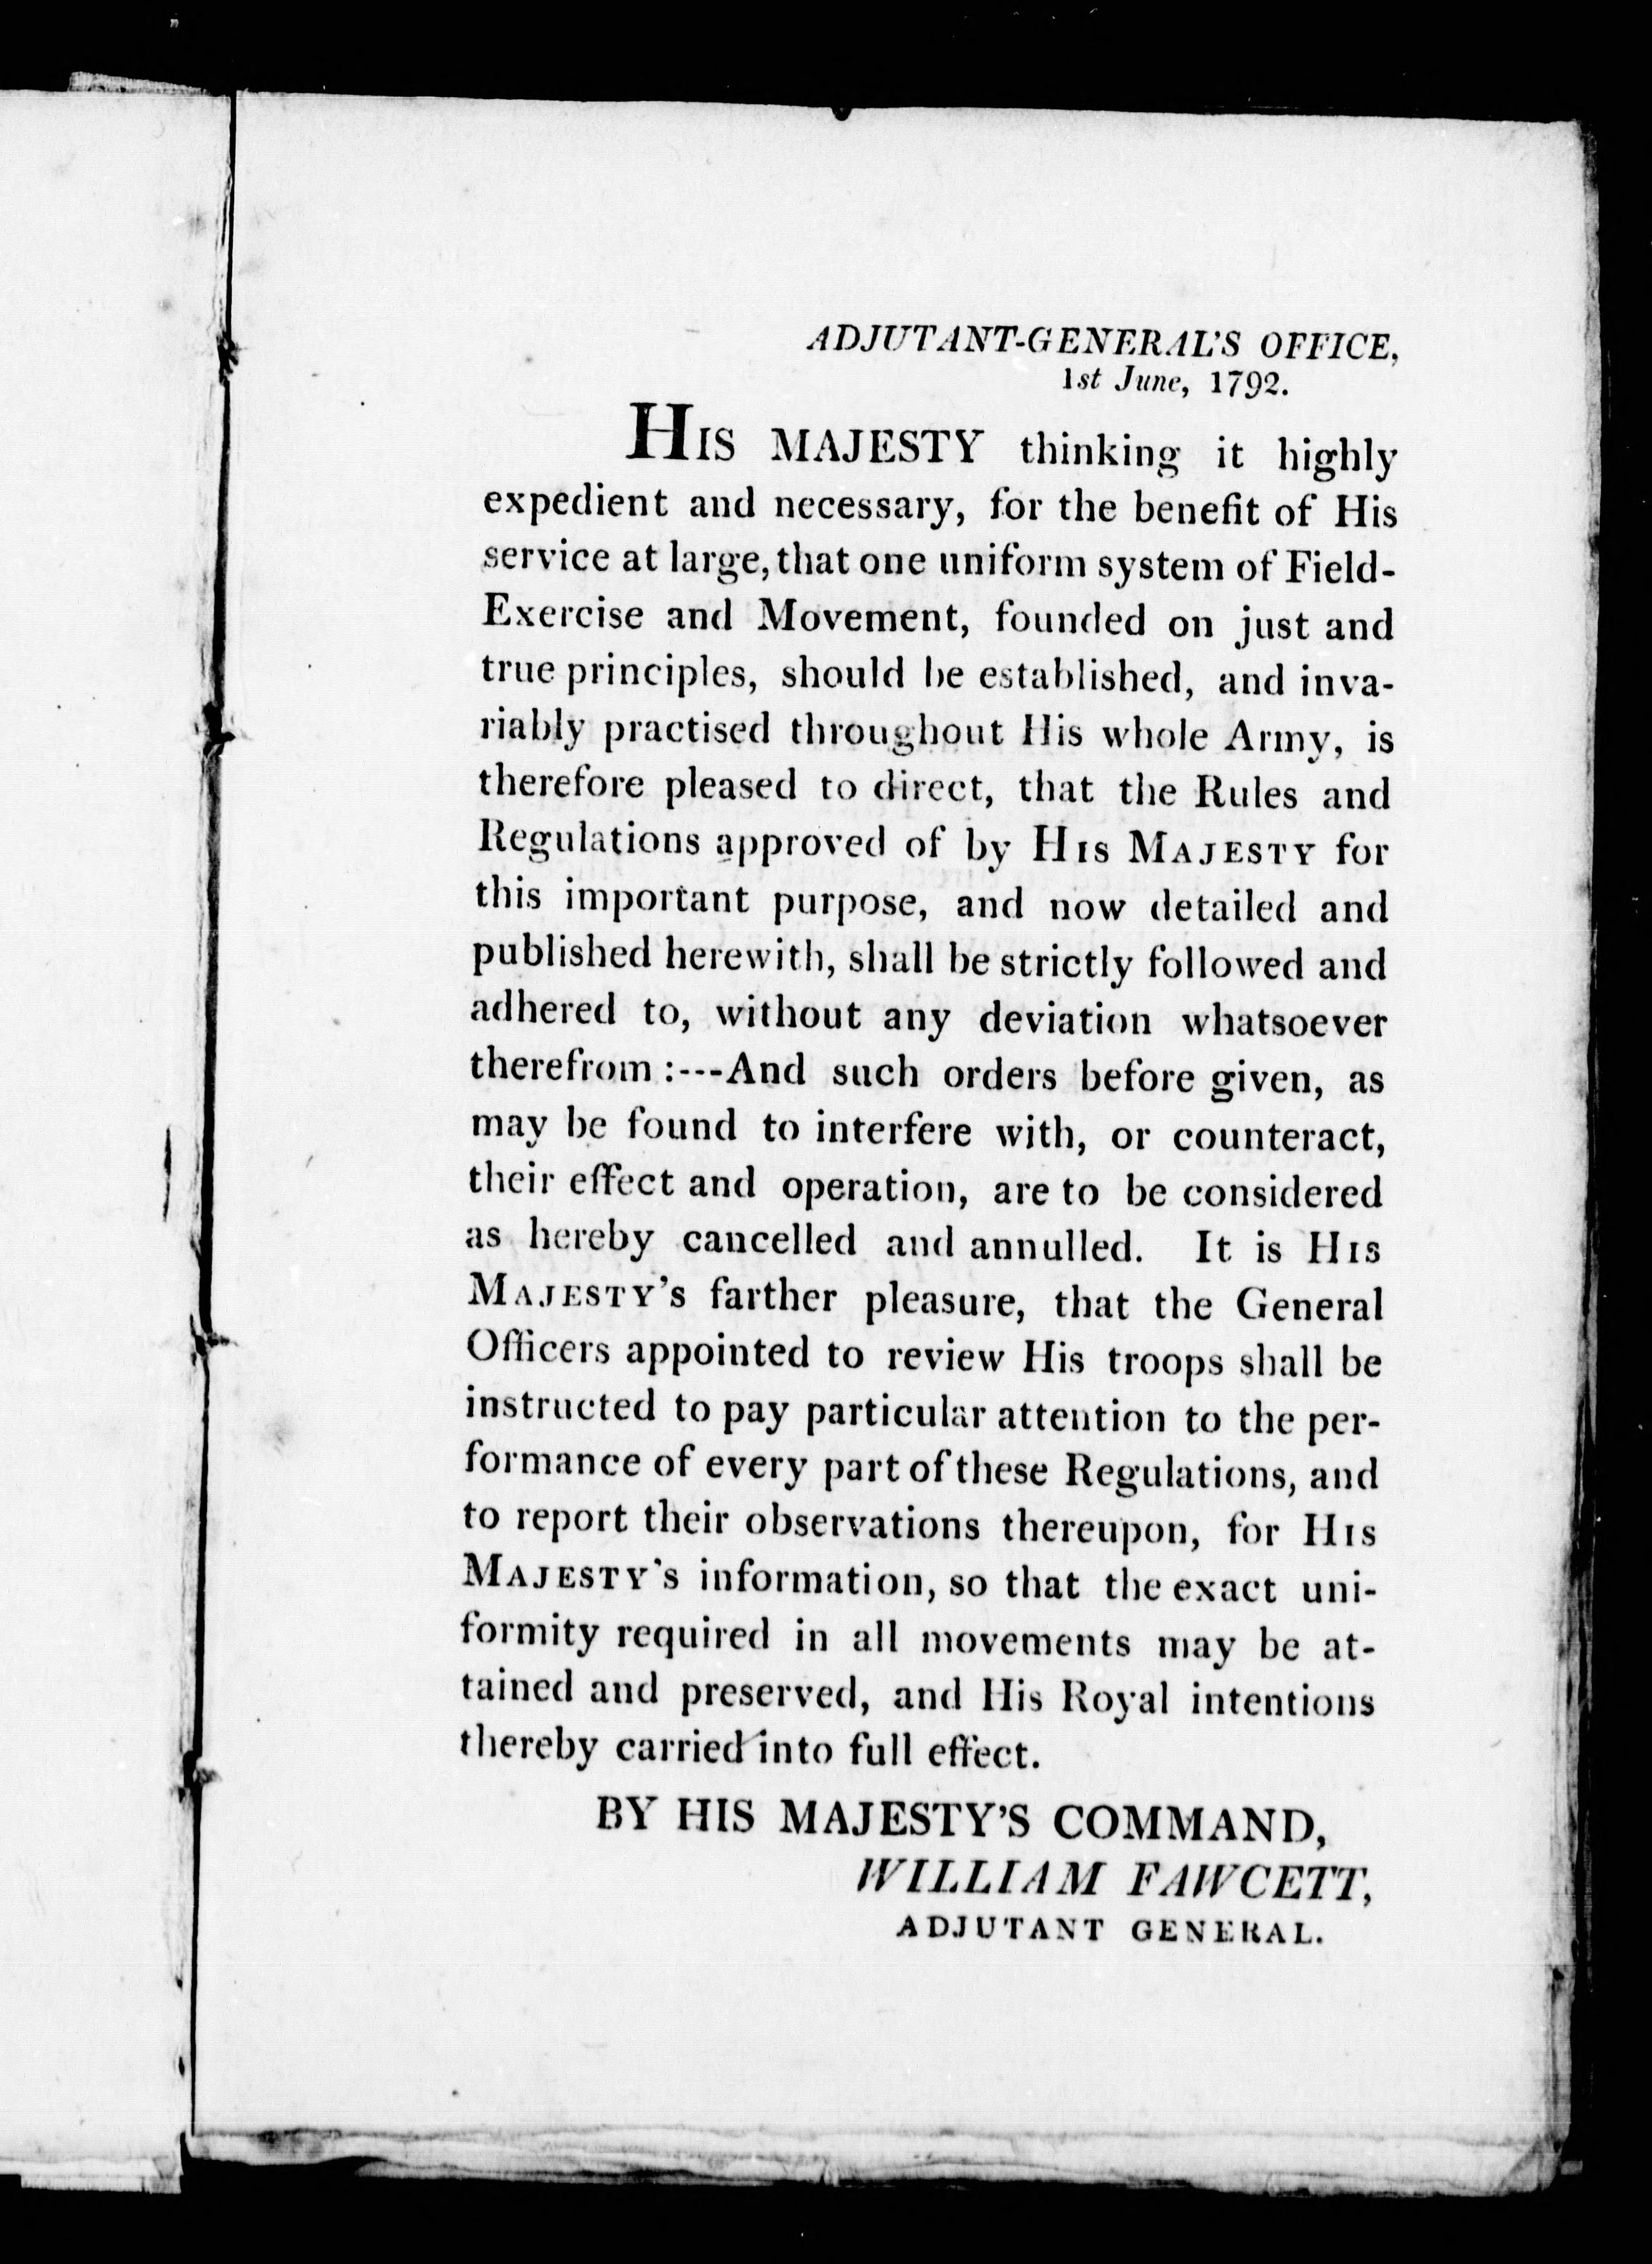 ADJUTANT-GENERAL'S OFFICE,
1st June, 1792.
HIS MAJESTY thinking it highly
expedient and necessary, for the benefit of His
service at large, that one uniform system of Field-
Exercise and Movement, founded on just and
true principles, should be established, and inva-
riably practised throughout His whole Army, is
therefore pleased to direct, that the Rules and
Regulations approved of by HIS MAJESTY for
this important purpose, and now detailed and
published herewith, shall be strictly followed and
adhered to, without any deviation whatsoever
therefrom :---And such orders before given, as
may be found to interfere with, or counteract,
their effect and operation, are to be considered
as hereby cancelled and annulled. It is HIS
MAJESTY's farther pleasure, that the General
Officers appointed to review His troops shall be
instructed to pay particular attention to the per-
formance of every part of these Regulations, and
to report their observations thereupon, for HIS
MAJESTY's information, so that the exact uni-
formity required in all movements may be at-
tained and preserved, and His Royal intentions
thereby carried into full effect.
BY HIS MAJESTY'S COMMAND,
WILLIAM FAWCETT,
ADJUTANT GENERAL.